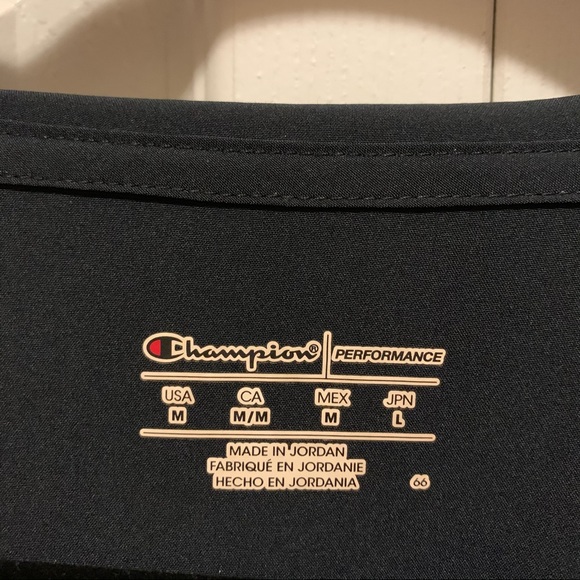 Champion® PERFORMANCE
USA CA MEX JPN
M M/M M L
MADE IN JORDAN
FABRIQUÉ EN JORDANIE
HECHO EN JORDANIA 66